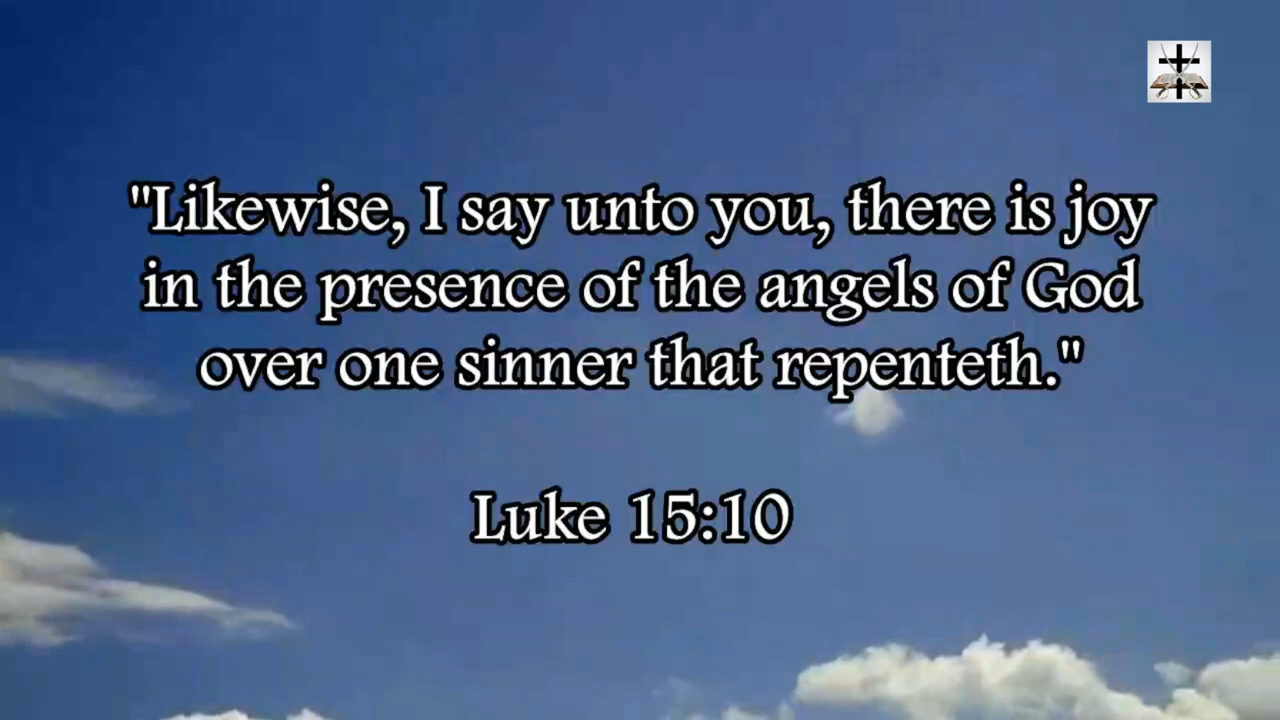 "Likewise, I say unto you, there is joy
in the presence of the angels of God
over one sinner that repenteth."
Luke 15:10